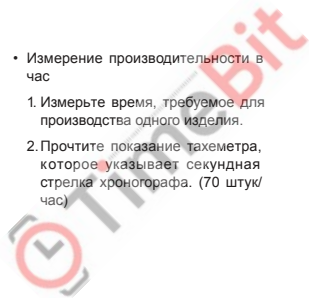 • Измерение производительности в
час
1. Измерьте время, требуемое для
производства одного изделия.
2. Прочтите показание тахеметра,
которое указывает секундная
стрелка хронографа. (70 штук/
час)
TimeBit